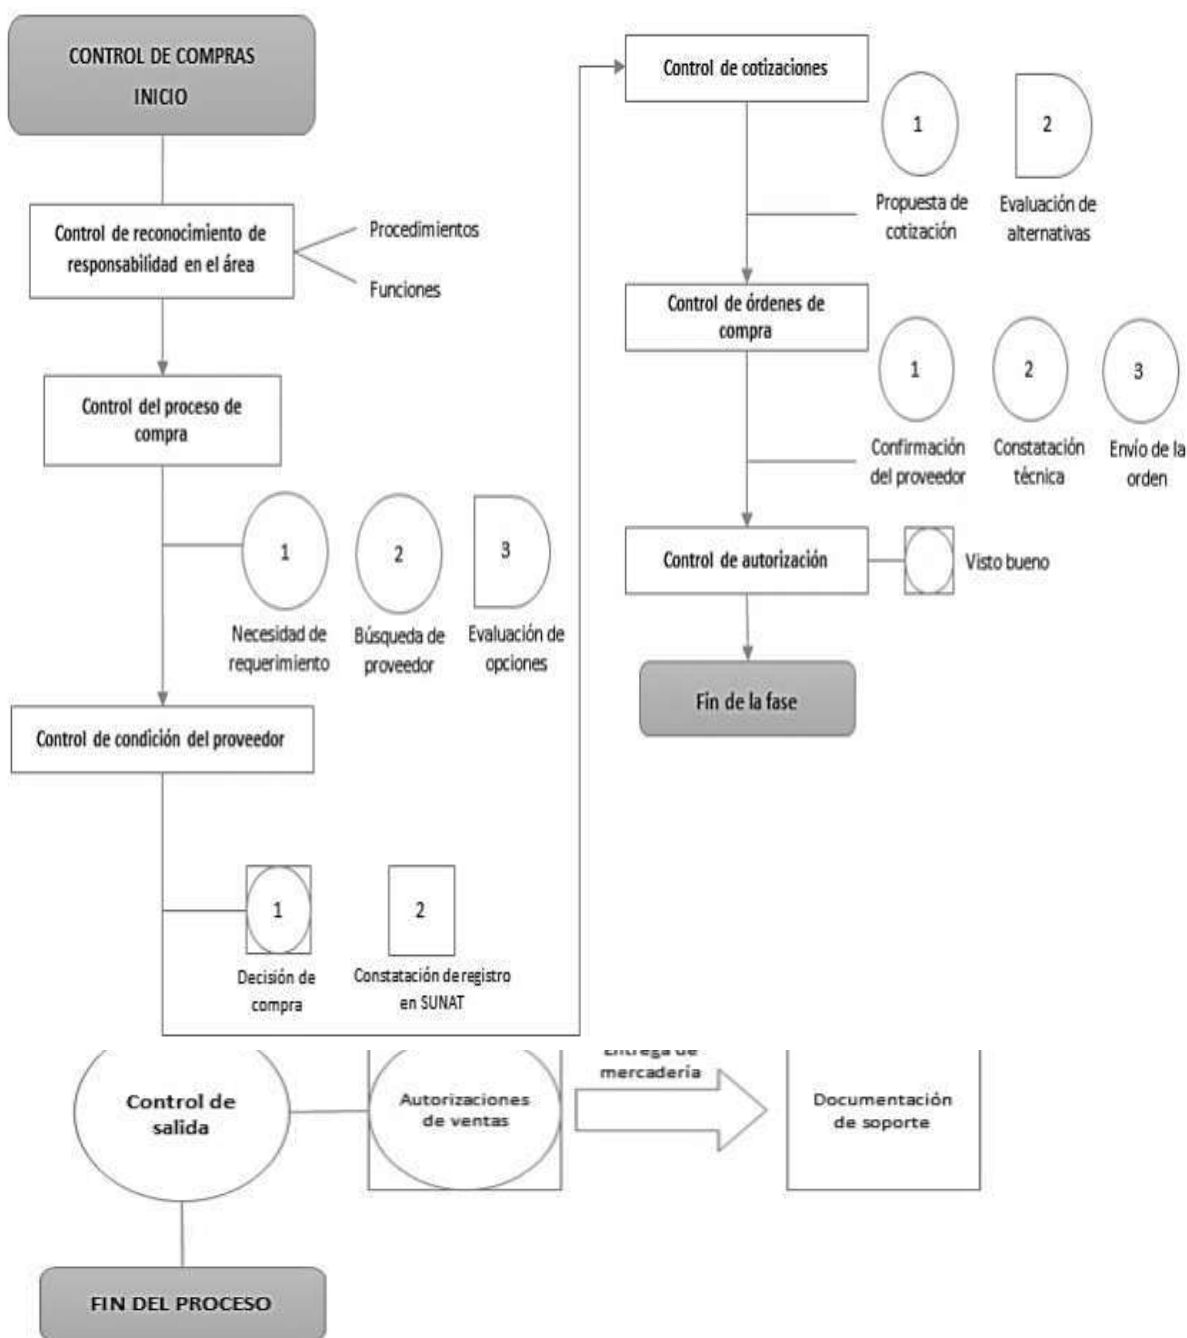 CONTROL DE COMPRAS
INICIO
Control de reconocimiento de
responsabilidad en el área
Procedimientos
Funciones
Control del proceso de
compra
1
2
3
Necesidad de
requerimiento
Búsqueda de
proveedor
Evaluación de
opciones
Control de condición del proveedor
1
2
Decisión de
compra
Constatación de registro
en SUNAT
Control de cotizaciones
1
2
Propuesta de
cotización
Evaluación de
alternativas
Control de órdenes de
compra
1
2
3
Confirmación
del proveedor
Constatación
técnica
Envío de la
orden
Control de autorización
Visto bueno
Fin de la fase
Control de
salida
Autorizaciones
de ventas
Entrega de
mercadería
Documentación
de soporte
FIN DEL PROCESO